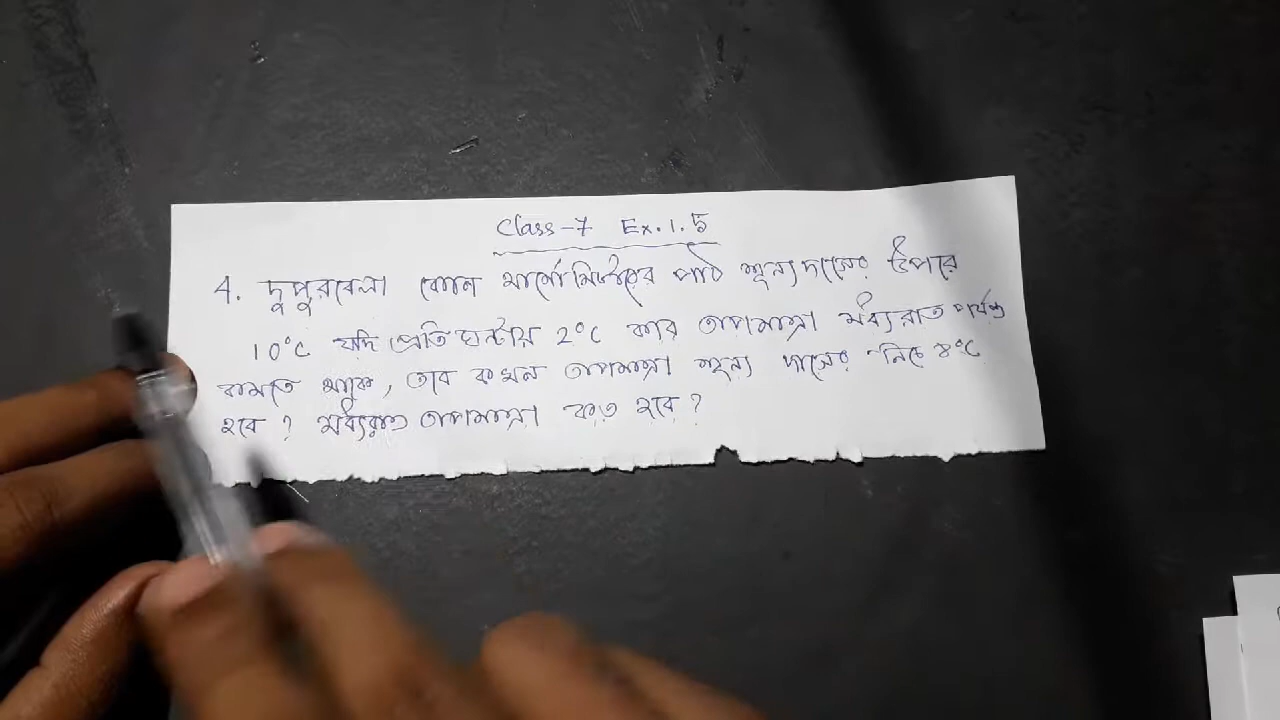 Class-7 Ex.1.5
4. দুপুরবেলা কোন থার্মোমিটারের পাঠ শূন্য দাগের উপরে
10°C যদি প্রতি ঘন্টায় 2°C করে তাপমাত্রা মধ্যরাত পর্যন্ত
কমতে থাকে, তবে কখন তাপমাত্রা শূন্য দাগের নিচে ৪°C
হবে ? মধ্যরাতে তাপমাত্রা কত হবে ?